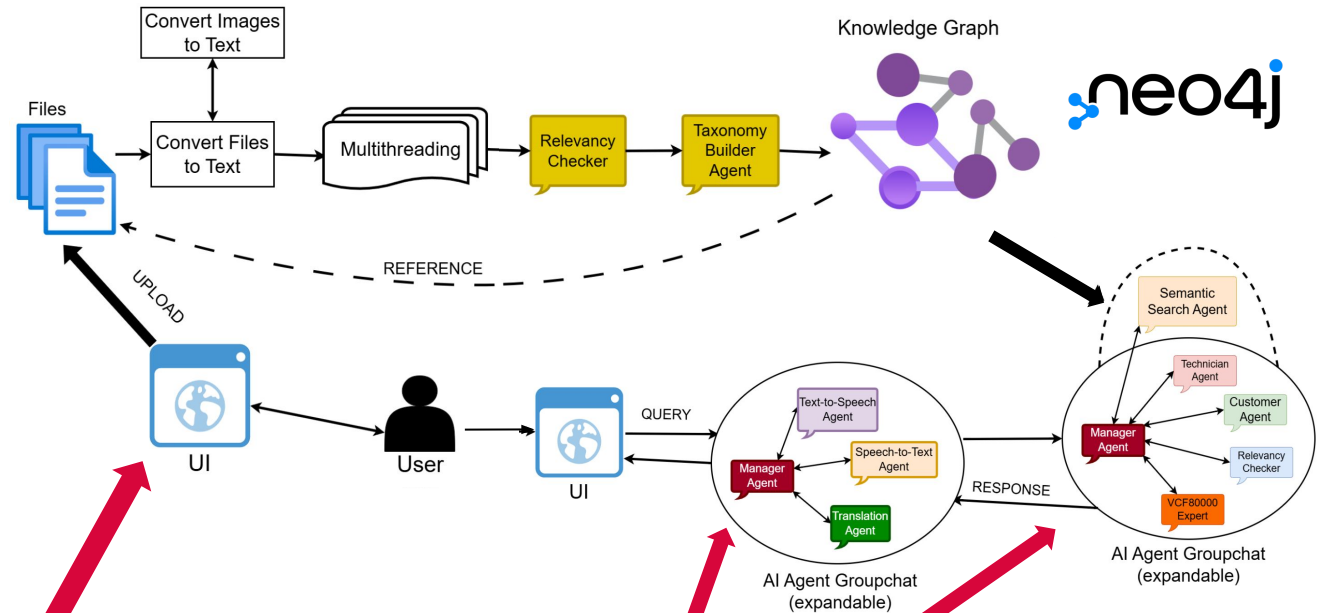 Convert Images
to Text
Knowledge Graph
neo4j
Files
Convert Files
to Text
Multithreading
Relevancy
Checker
Taxonomy
Builder
Agent
REFERENCE
UPLOAD
UI
User
UI
QUERY
Text-to-Speech
Agent
Manager
Agent
Speech-to-Text
Agent
Translation
Agent
AI Agent Groupchat
(expandable)
RESPONSE
Semantic
Search Agent
Technician
Agent
Customer
Agent
Manager
Agent
Relevancy
Checker
VCF80000
Expert
AI Agent Groupchat
(expandable)